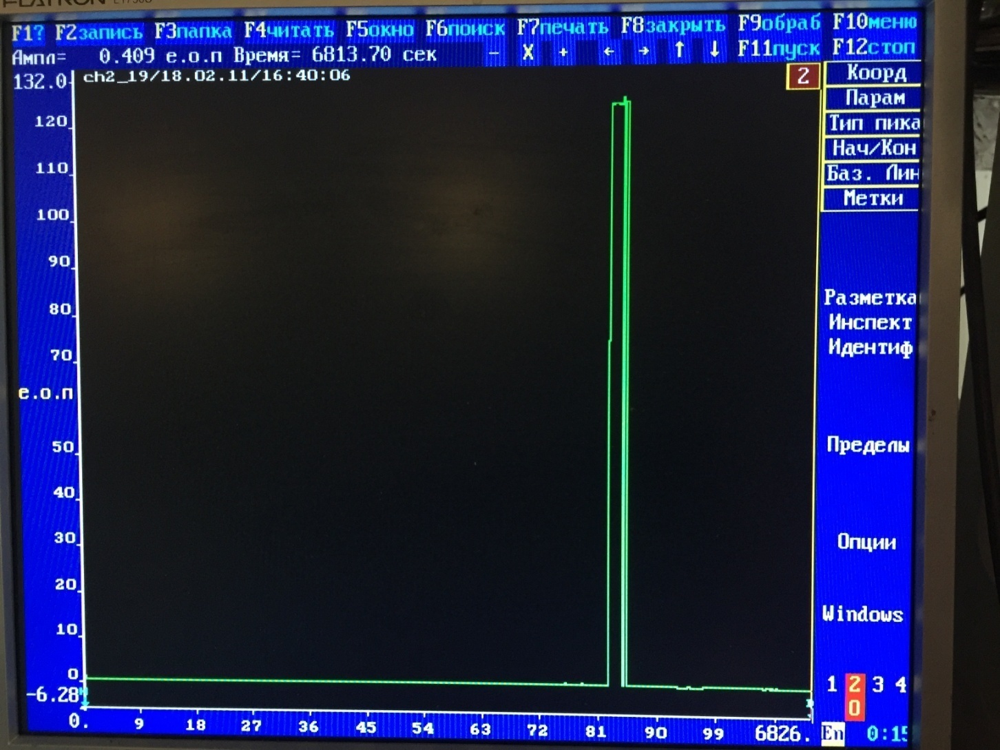 FLATRON
F1? F2запись F3папка F4читать F5окно F6поиск F7печать F8закрыть F9обраб F10меню
Ампл= 0.409 е.о.п Время= 6813.70 сек − X + ← → ↑ ↓ F11пуск F12стоп
132.0 ch2_19/18.02.11/16:40:06 2 Коорд
Парам
120 Тип пика
Нач/Кон
110 Баз. Лин
Метки
100
90
80 Разметка
Инспект
70 Идентиф
е.о.п
50 Пределы
40
30 Опции
20 Windows
10
0 1 2 3 4
-6.28 0
0. 9 18 27 36 45 54 63 72 81 90 99 6826. En 0:15